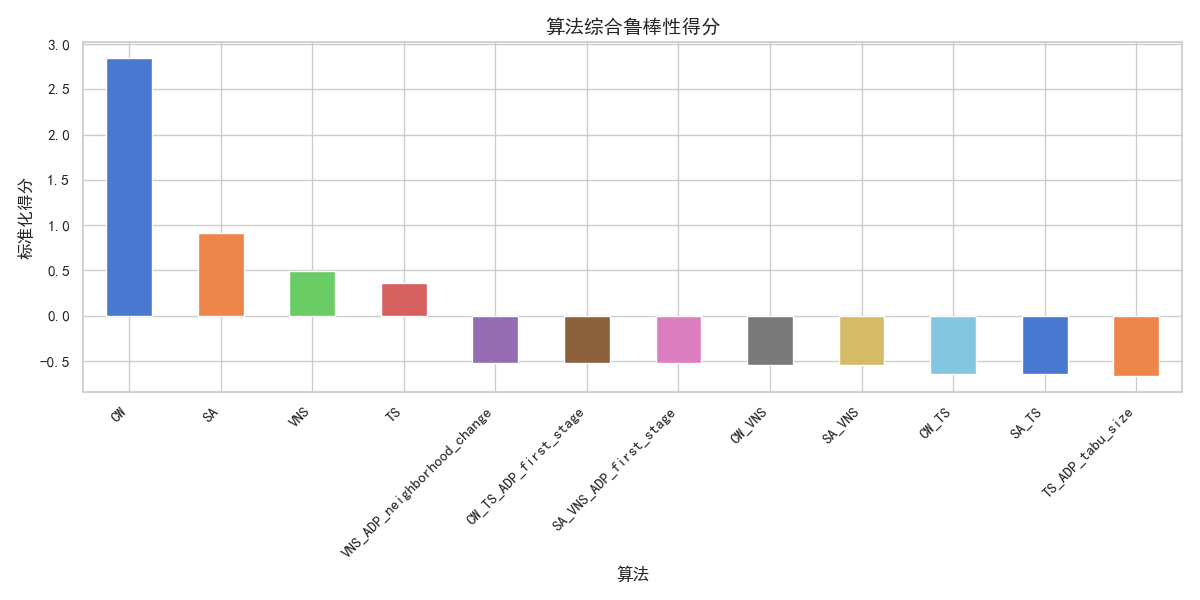 算法综合鲁棒性得分
标准化得分
3.0
2.5
2.0
1.5
1.0
0.5
0.0
−0.5
CW
SA
VNS
TS
VNS_ADP_neighborhood_change
CW_TS_ADP_first_stage
SA_VNS_ADP_first_stage
CW_VNS
SA_VNS
CW_TS
SA_TS
TS_ADP_tabu_size
算法